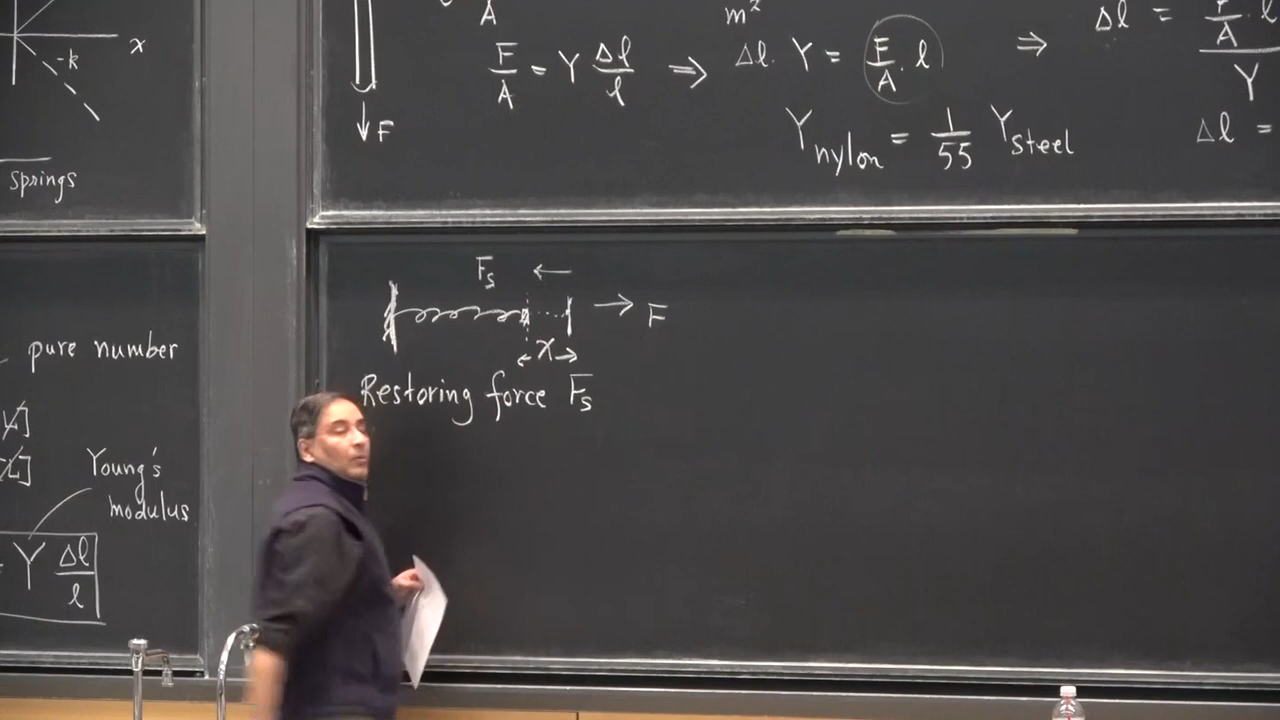 x
-k
springs
pure number
Young's
modulus
Y Δl
l
F
A
F/A = Y Δl/l ⇒
m²
Δl. Y = F/A . l ⇒
Δl = F/A . l
Y
Y nylon = 1/55 Y steel
Δl =
Fs ←
→ F
x
Restoring force Fs